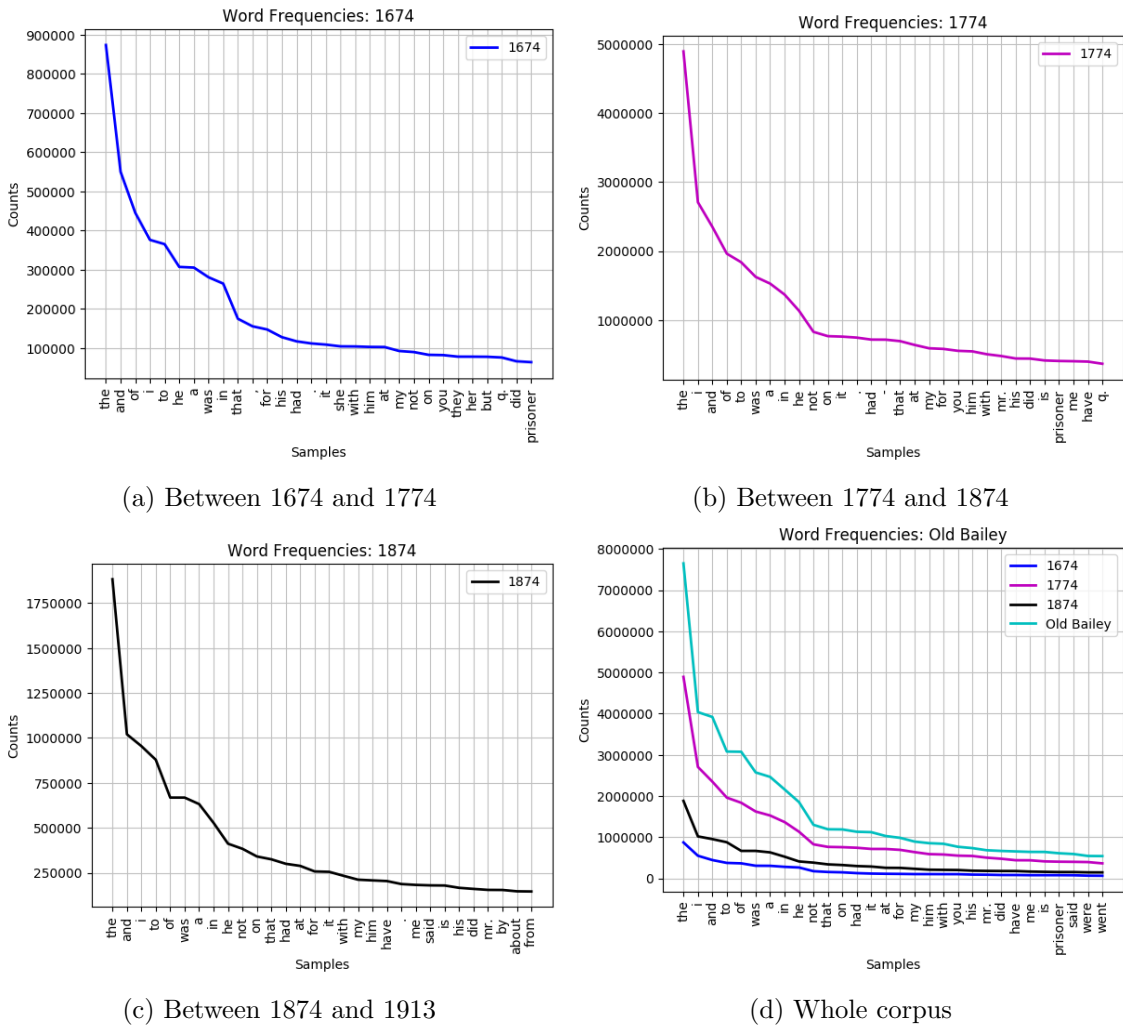 Word Frequencies: 1674
900000
800000
700000
600000
500000
400000
300000
200000
100000
Counts
1674
the and of i to he a was in that ' for his had . it she with him at my not on you they her but q. did prisoner
Samples
(a) Between 1674 and 1774
Word Frequencies: 1774
5000000
4000000
3000000
2000000
1000000
Counts
1774
the i and of to was a in he not on it ' had - that at my for you him with mr. his did is prisoner me have q.
Samples
(b) Between 1774 and 1874
Word Frequencies: 1874
1750000
1500000
1250000
1000000
750000
500000
250000
Counts
1874
the and i to of was a in he not on that had at for it with my him have ' me said is his did mr. by about from
Samples
(c) Between 1874 and 1913
Word Frequencies: Old Bailey
8000000
7000000
6000000
5000000
4000000
3000000
2000000
1000000
0
Counts
1674
1774
1874
Old Bailey
the i and to of was a in he not that on had it at for my him with you his mr. did have me is prisoner said were went
Samples
(d) Whole corpus